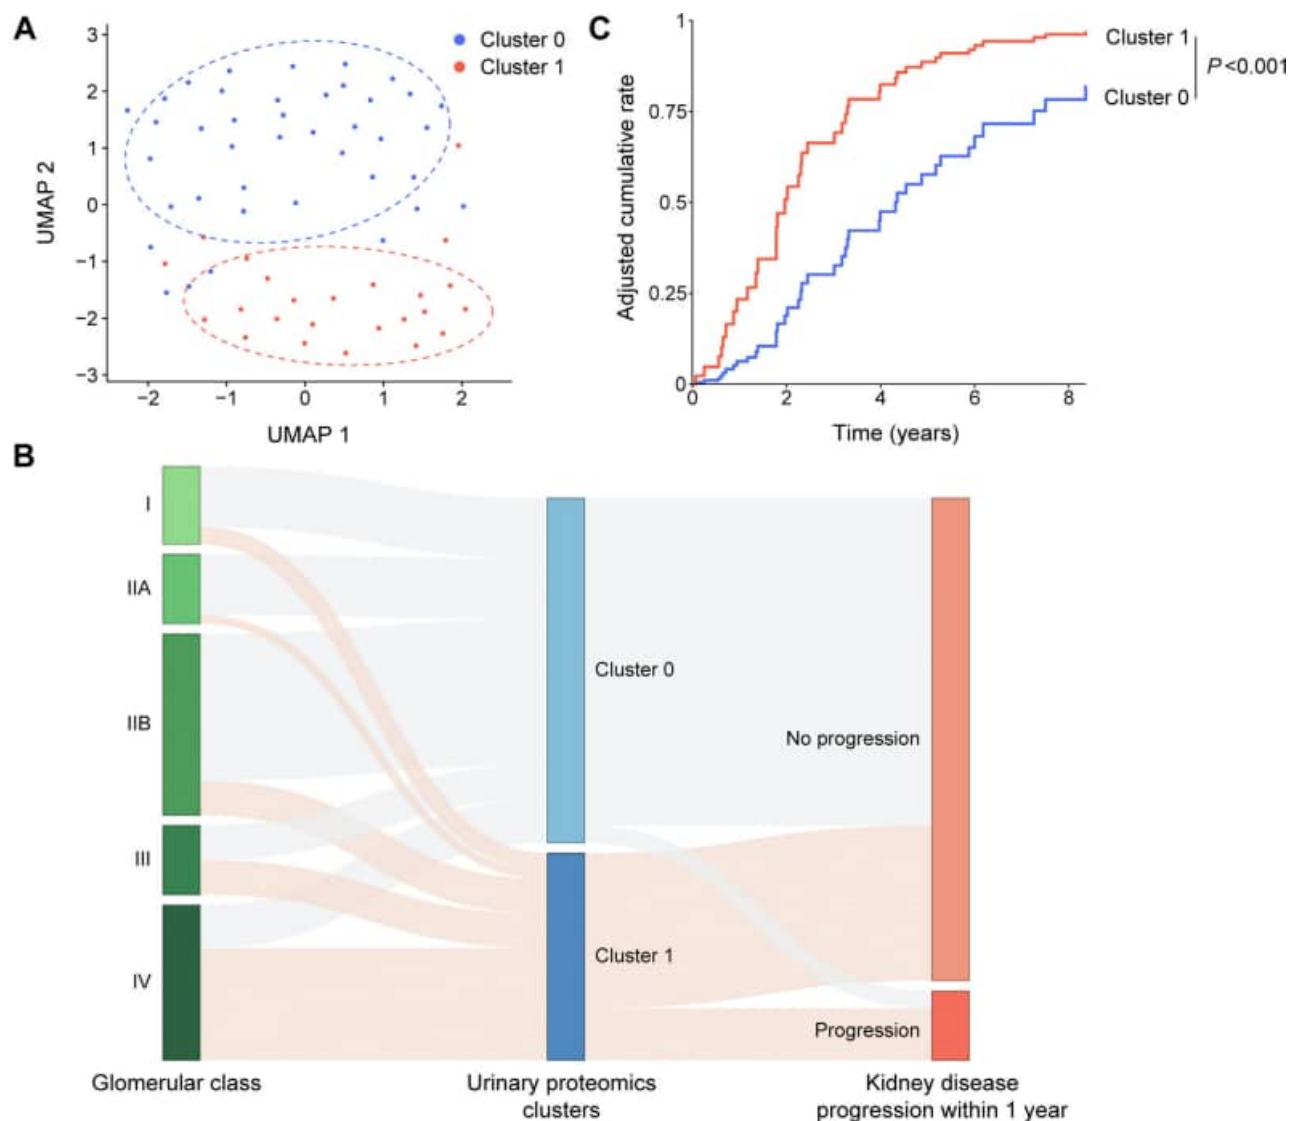 A
3
2
1
0
−1
−2
−3
UMAP 2
−2
−1
0
1
2
UMAP 1
Cluster 0
Cluster 1
C
1
0.75
0.5
0.25
0
Adjusted cumulative rate
0
2
4
6
8
Time (years)
Cluster 1
Cluster 0
P<0.001
B
I
IIA
IIB
III
IV
Cluster 0
Cluster 1
No progression
Progression
Glomerular class
Urinary proteomics
clusters
Kidney disease
progression within 1 year